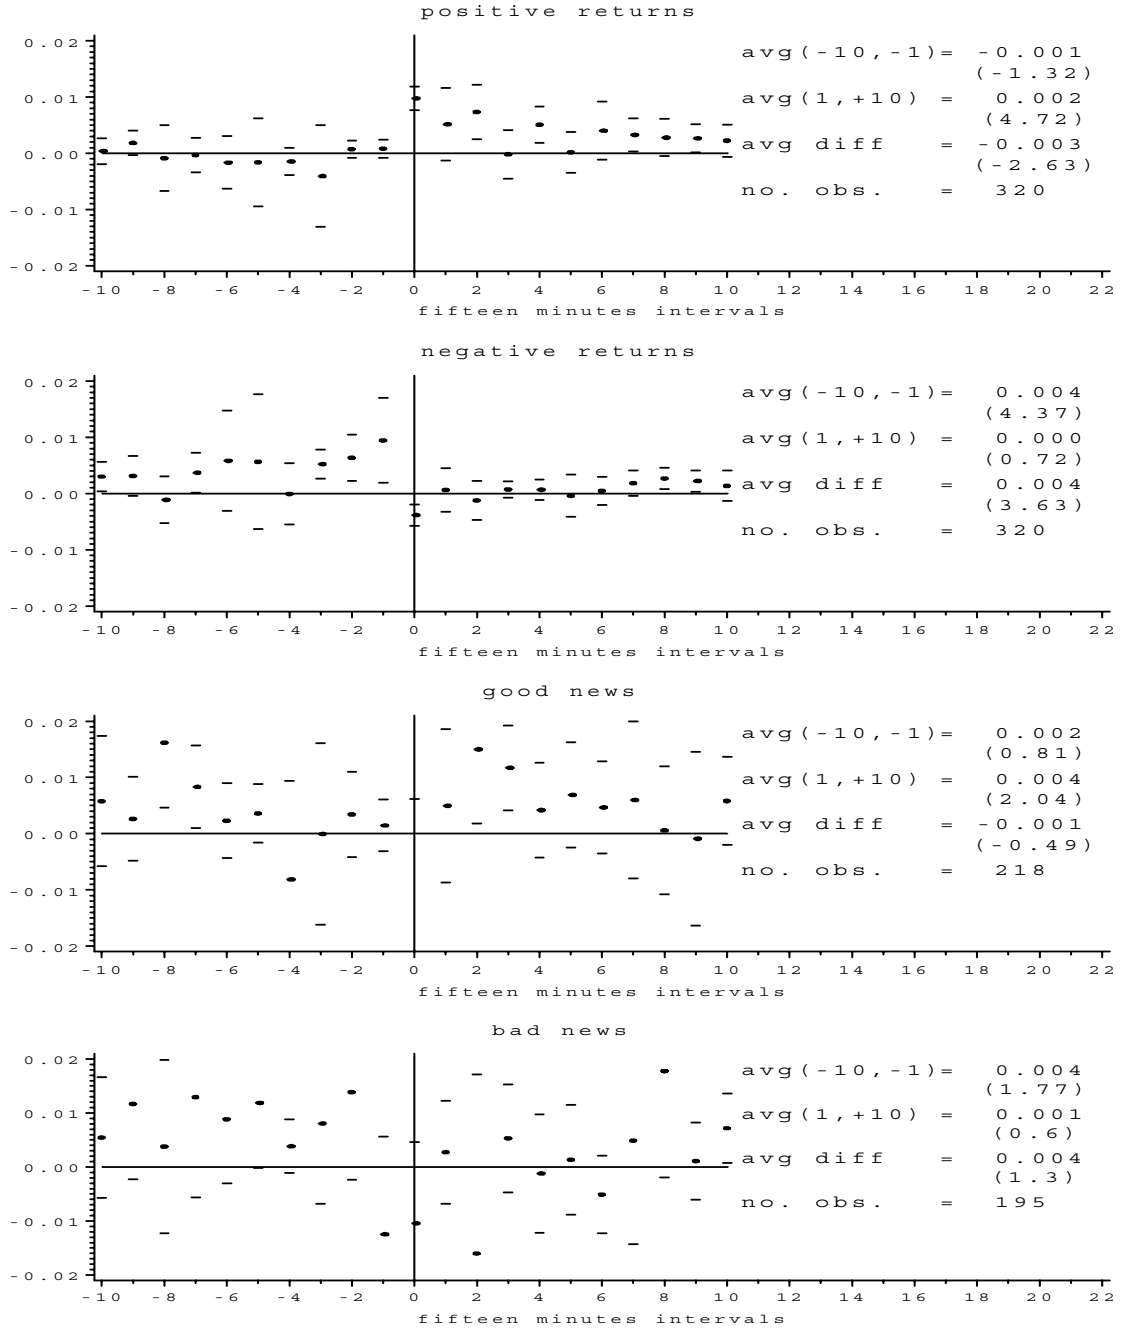 positive returns
0.02
0.01
0.00
-0.01
-0.02
avg(-10,-1)= -0.001
(-1.32)
avg(1,+10) = 0.002
(4.72)
avg diff = -0.003
(-2.63)
no. obs. = 320
-10 -8 -6 -4 -2 0 2 4 6 8 10 12 14 16 18 20 22
fifteen minutes intervals
negative returns
0.02
0.01
0.00
-0.01
-0.02
avg(-10,-1)= 0.004
(4.37)
avg(1,+10) = 0.000
(0.72)
avg diff = 0.004
(3.63)
no. obs. = 320
-10 -8 -6 -4 -2 0 2 4 6 8 10 12 14 16 18 20 22
fifteen minutes intervals
good news
0.02
0.01
0.00
-0.01
-0.02
avg(-10,-1)= 0.002
(0.81)
avg(1,+10) = 0.004
(2.04)
avg diff = -0.001
(-0.49)
no. obs. = 218
-10 -8 -6 -4 -2 0 2 4 6 8 10 12 14 16 18 20 22
fifteen minutes intervals
bad news
0.02
0.01
0.00
-0.01
-0.02
avg(-10,-1)= 0.004
(1.77)
avg(1,+10) = 0.001
(0.6)
avg diff = 0.004
(1.3)
no. obs. = 195
-10 -8 -6 -4 -2 0 2 4 6 8 10 12 14 16 18 20 22
fifteen minutes intervals